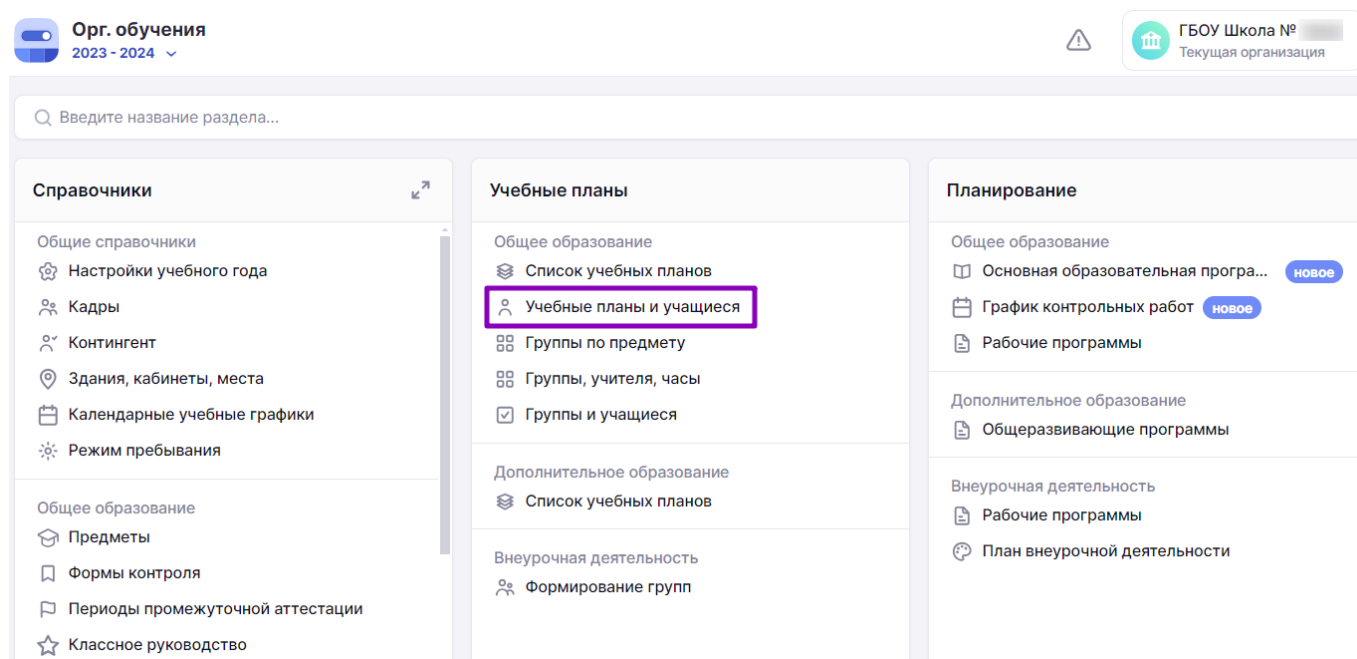 Орг. обучения
2023 - 2024
ГБОУ Школа №
Текущая организация
Введите название раздела...
Справочники
Общие справочники
Настройки учебного года
Кадры
Контингент
Здания, кабинеты, места
Календарные учебные графики
Режим пребывания
Общее образование
Предметы
Формы контроля
Периоды промежуточной аттестации
Классное руководство
Учебные планы
Общее образование
Список учебных планов
Учебные планы и учащиеся
Группы по предмету
Группы, учителя, часы
Группы и учащиеся
Дополнительное образование
Список учебных планов
Внеурочная деятельность
Формирование групп
Планирование
Общее образование
Основная образовательная програ... новое
График контрольных работ новое
Рабочие программы
Дополнительное образование
Общеразвивающие программы
Внеурочная деятельность
Рабочие программы
План внеурочной деятельности